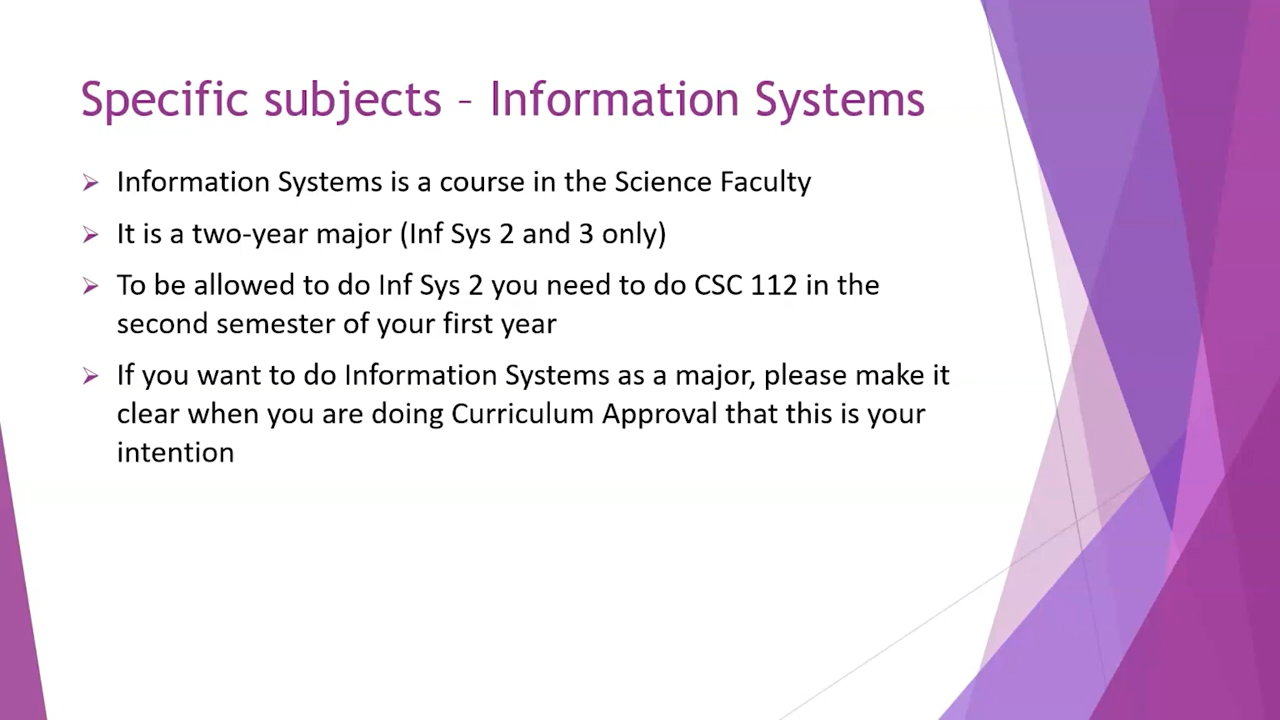 Specific subjects – Information Systems
Information Systems is a course in the Science Faculty
It is a two-year major (Inf Sys 2 and 3 only)
To be allowed to do Inf Sys 2 you need to do CSC 112 in the
second semester of your first year
If you want to do Information Systems as a major, please make it
clear when you are doing Curriculum Approval that this is your
intention